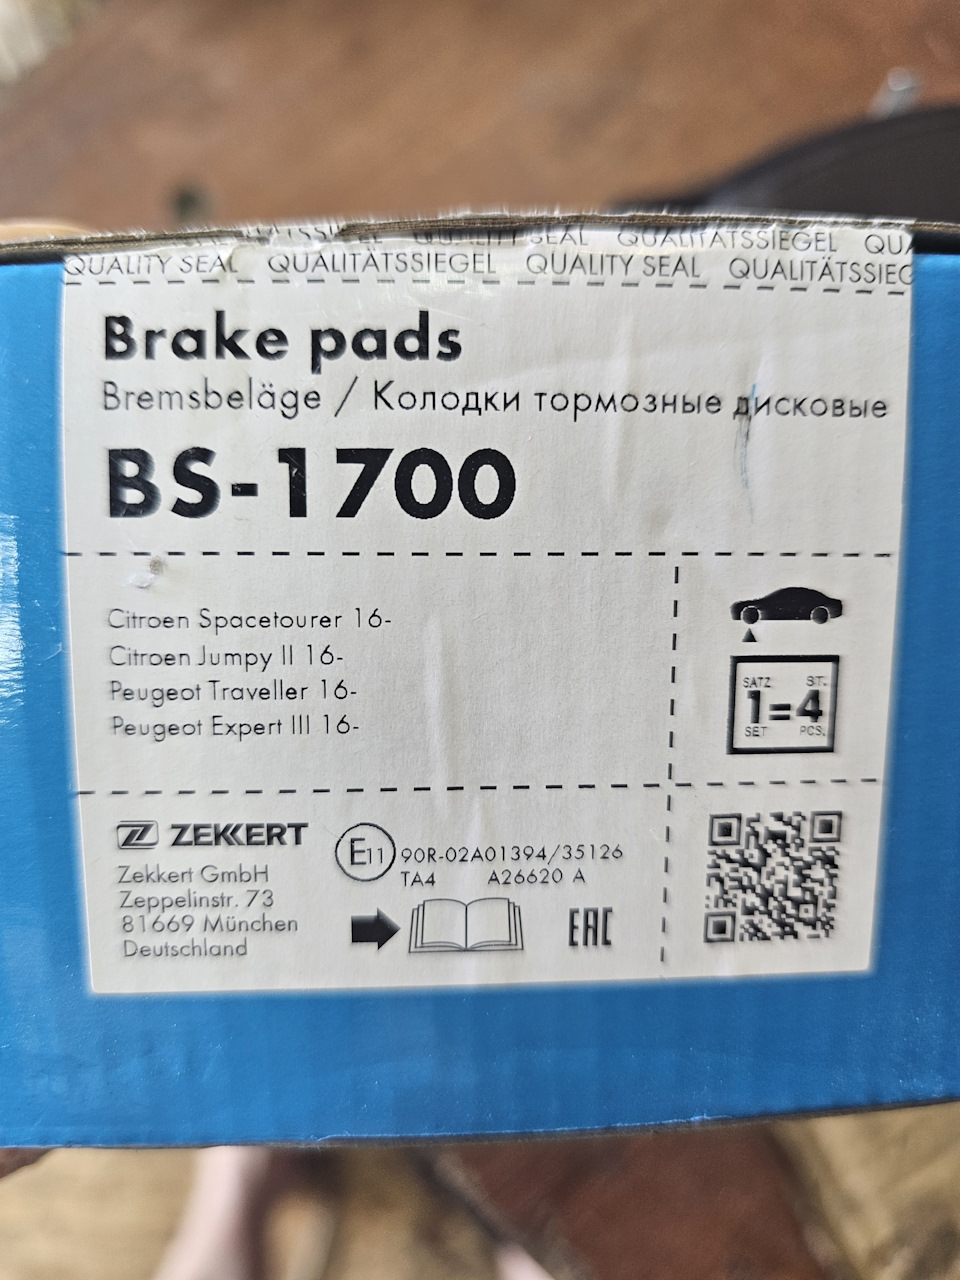 QUALITY SEAL QUALITÄTSSIEGEL QU
QUALITY SEAL QUALITÄTSSIEGEL QUALITY SEAL QUALITÄTSSIEG
Brake pads
Bremsbeläge / Колодки тормозные дисковые
BS-1700
Citroen Spacetourer 16-
Citroen Jumpy II 16-
Peugeot Traveller 16-
Peugeot Expert III 16-
SATZ ST.
1=4
SET PCS.
ZEKKERT
Zekkert GmbH
Zeppelinstr. 73
81669 München
Deutschland
E11 90R-02A01394/35126
TA4 A26620 A
EAC